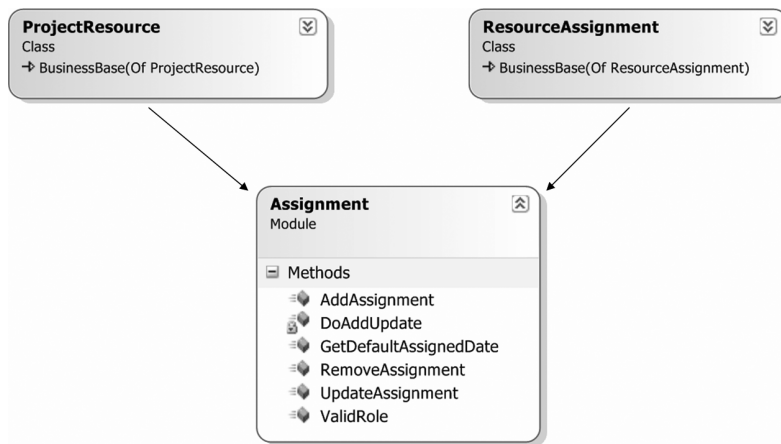 ProjectResource
Class
BusinessBase(Of ProjectResource)
ResourceAssignment
Class
BusinessBase(Of ResourceAssignment)
Assignment
Module
Methods
AddAssignment
DoAddUpdate
GetDefaultAssignedDate
RemoveAssignment
UpdateAssignment
ValidRole